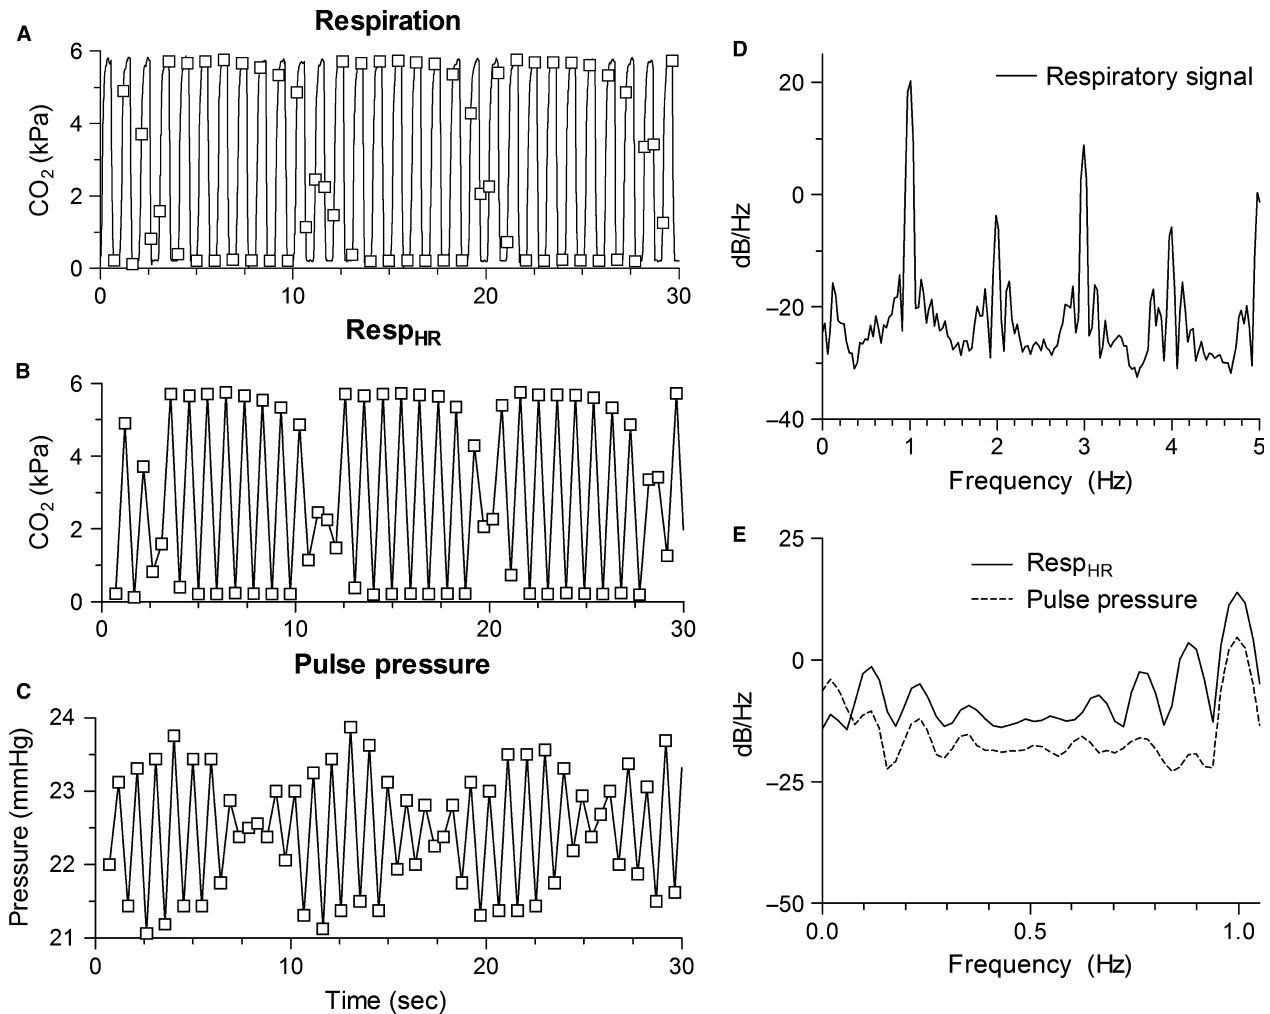 A
Respiration
6
4
2
0
CO2 (kPa)
0 10 20 30
RespHR
B
6
4
2
0
CO2 (kPa)
0 10 20 30
Pulse pressure
C
24
23
22
21
Pressure (mmHg)
0 10 20 30
Time (sec)
D
Respiratory signal
20
0
−20
−40
dB/Hz
0 1 2 3 4 5
Frequency (Hz)
E
RespHR
Pulse pressure
25
0
−25
−50
dB/Hz
0.0 0.5 1.0
Frequency (Hz)